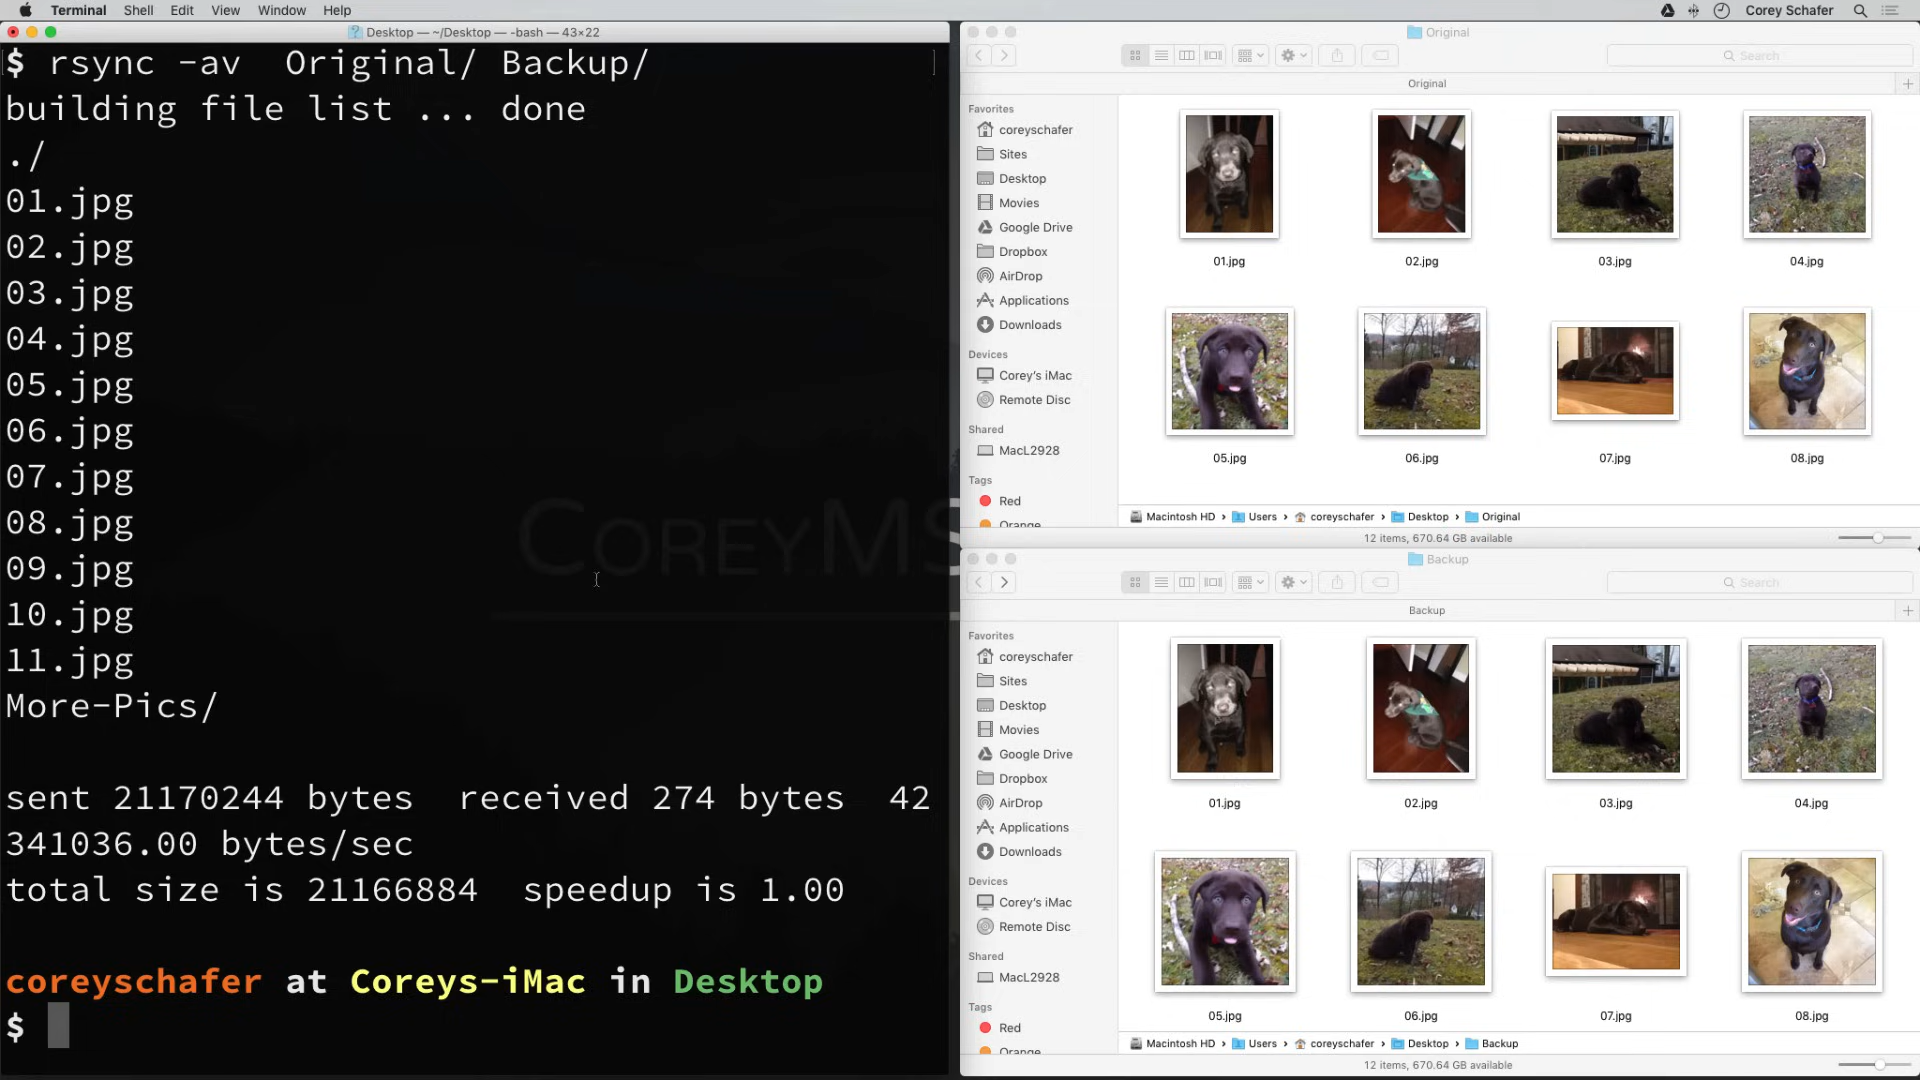 Terminal Shell Edit View Window Help Corey Schafer
Desktop — ~/Desktop — -bash — 43×22
$ rsync -av  Original/ Backup/
building file list ... done
./
01.jpg
02.jpg
03.jpg
04.jpg
05.jpg
06.jpg
07.jpg
08.jpg
09.jpg
10.jpg
11.jpg
More-Pics/
sent 21170244 bytes  received 274 bytes  42
341036.00 bytes/sec
total size is 21166884  speedup is 1.00
coreyschafer at Coreys-iMac in Desktop
$
COREYMS
Original
Search
Original
Favorites
coreyschafer
Sites
Desktop
Movies
Google Drive
Dropbox
AirDrop
Applications
Downloads
Devices
Corey's iMac
Remote Disc
Shared
MacL2928
Tags
Red
Orange
01.jpg 02.jpg 03.jpg 04.jpg
05.jpg 06.jpg 07.jpg 08.jpg
Macintosh HD › Users › coreyschafer › Desktop › Original
12 items, 670.64 GB available
Backup
Search
Backup
Favorites
coreyschafer
Sites
Desktop
Movies
Google Drive
Dropbox
AirDrop
Applications
Downloads
Devices
Corey's iMac
Remote Disc
Shared
MacL2928
Tags
Red
Orange
01.jpg 02.jpg 03.jpg 04.jpg
05.jpg 06.jpg 07.jpg 08.jpg
Macintosh HD › Users › coreyschafer › Desktop › Backup
12 items, 670.64 GB available